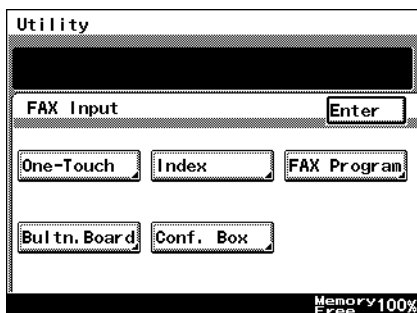 Utility
FAX Input Enter
One-Touch Index FAX Program
Bultn.Board Conf. Box
Memory
Free 100%